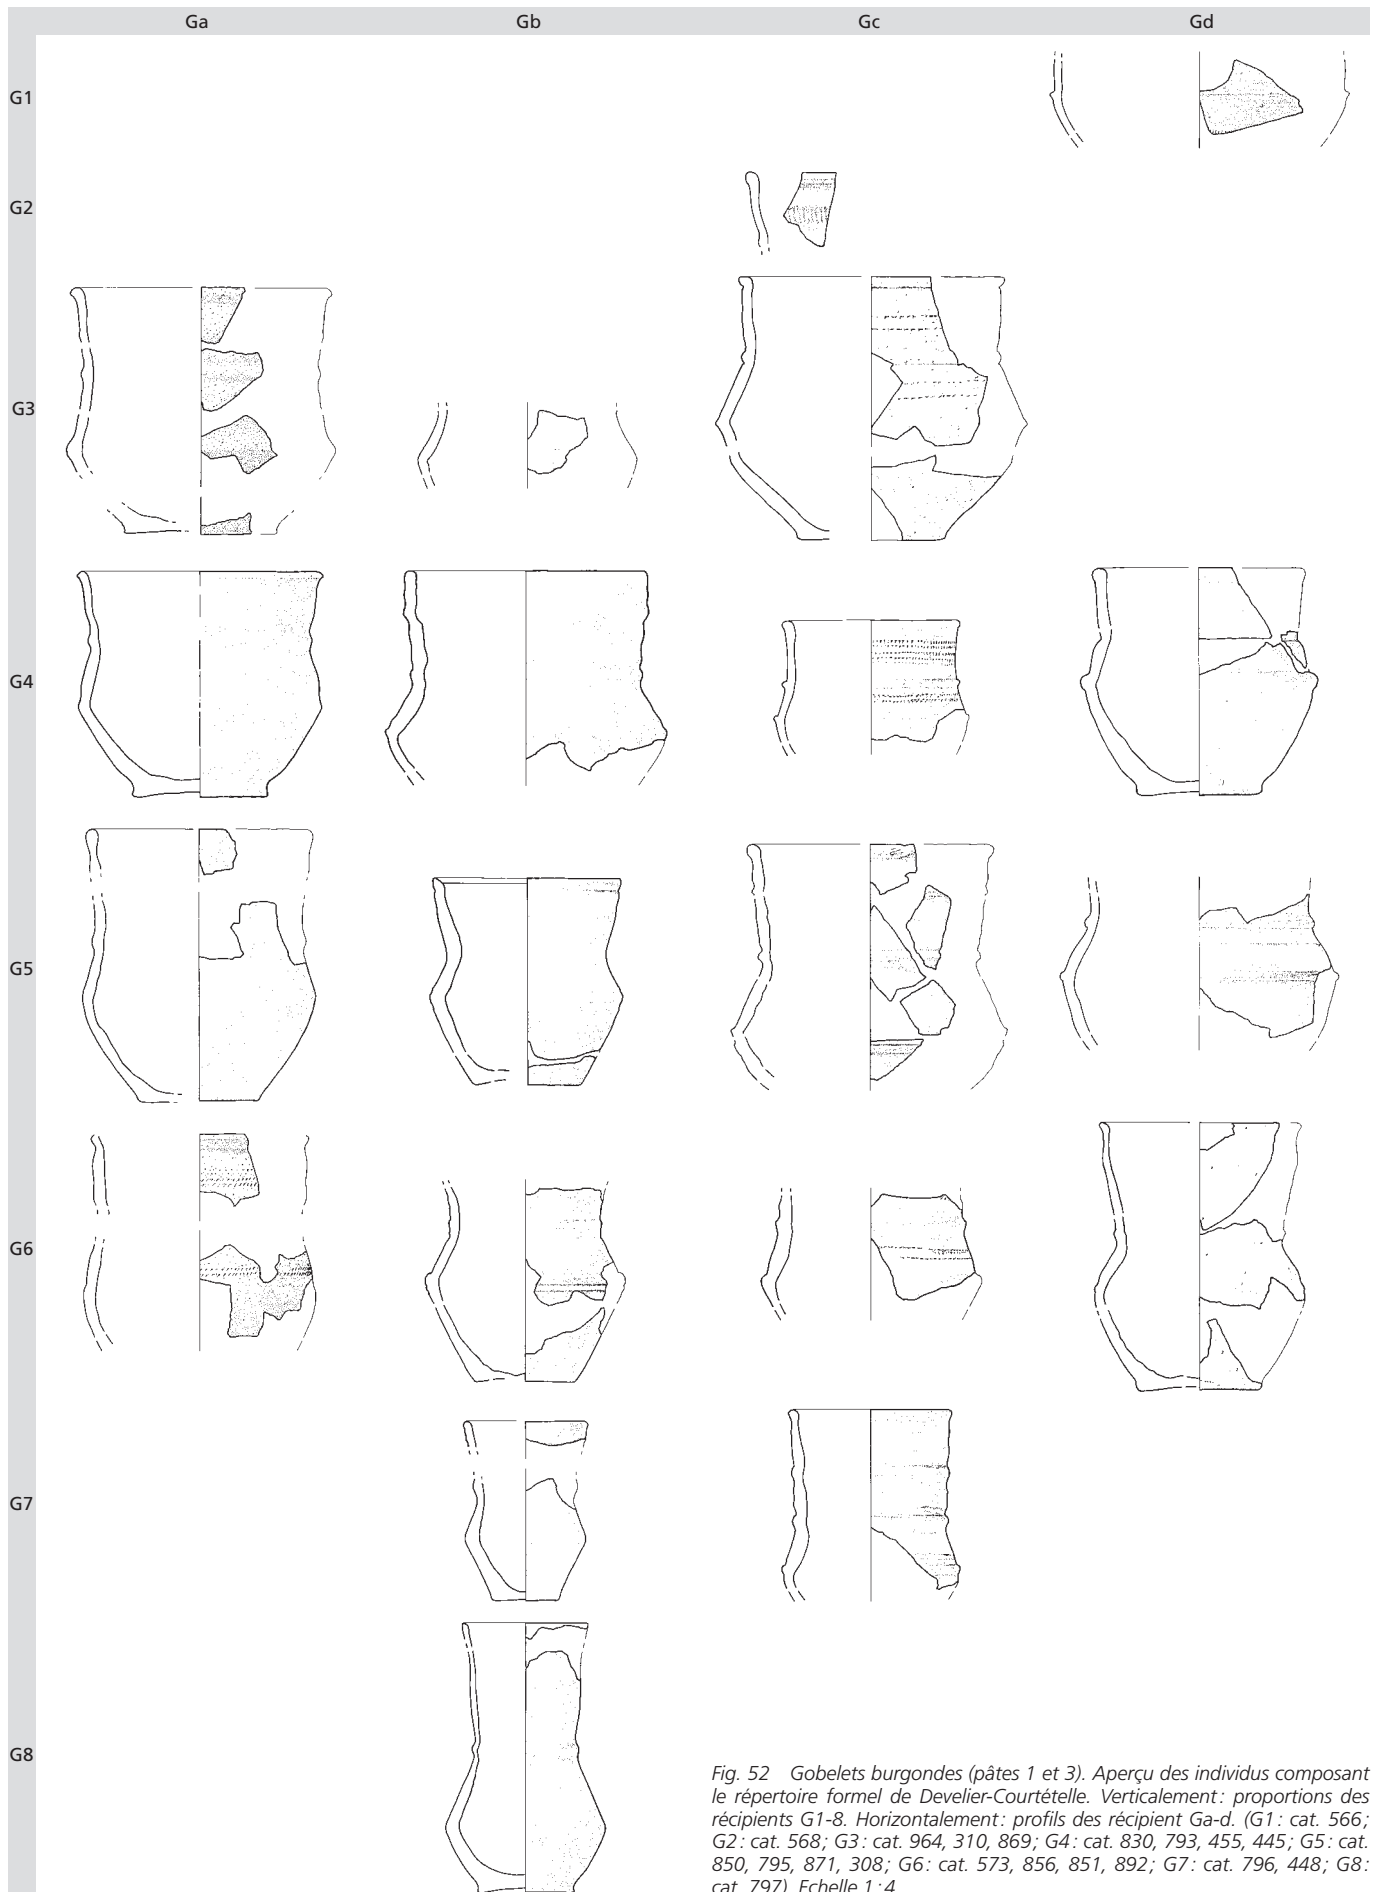 Ga Gb Gc Gd
G1
G2
G3
G4
G5
G6
G7
G8
Fig. 52 Gobelets burgondes (pâtes 1 et 3). Aperçu des individus composant
le répertoire formel de Develier-Courtételle. Verticalement : proportions des
récipients G1-8. Horizontalement : profils des récipient Ga-d. (G1 : cat. 566 ;
G2 : cat. 568 ; G3 : cat. 964, 310, 869 ; G4 : cat. 830, 793, 455, 445 ; G5 : cat.
850, 795, 871, 308 ; G6 : cat. 573, 856, 851, 892 ; G7 : cat. 796, 448 ; G8 :
cat. 797). Echelle 1 : 4